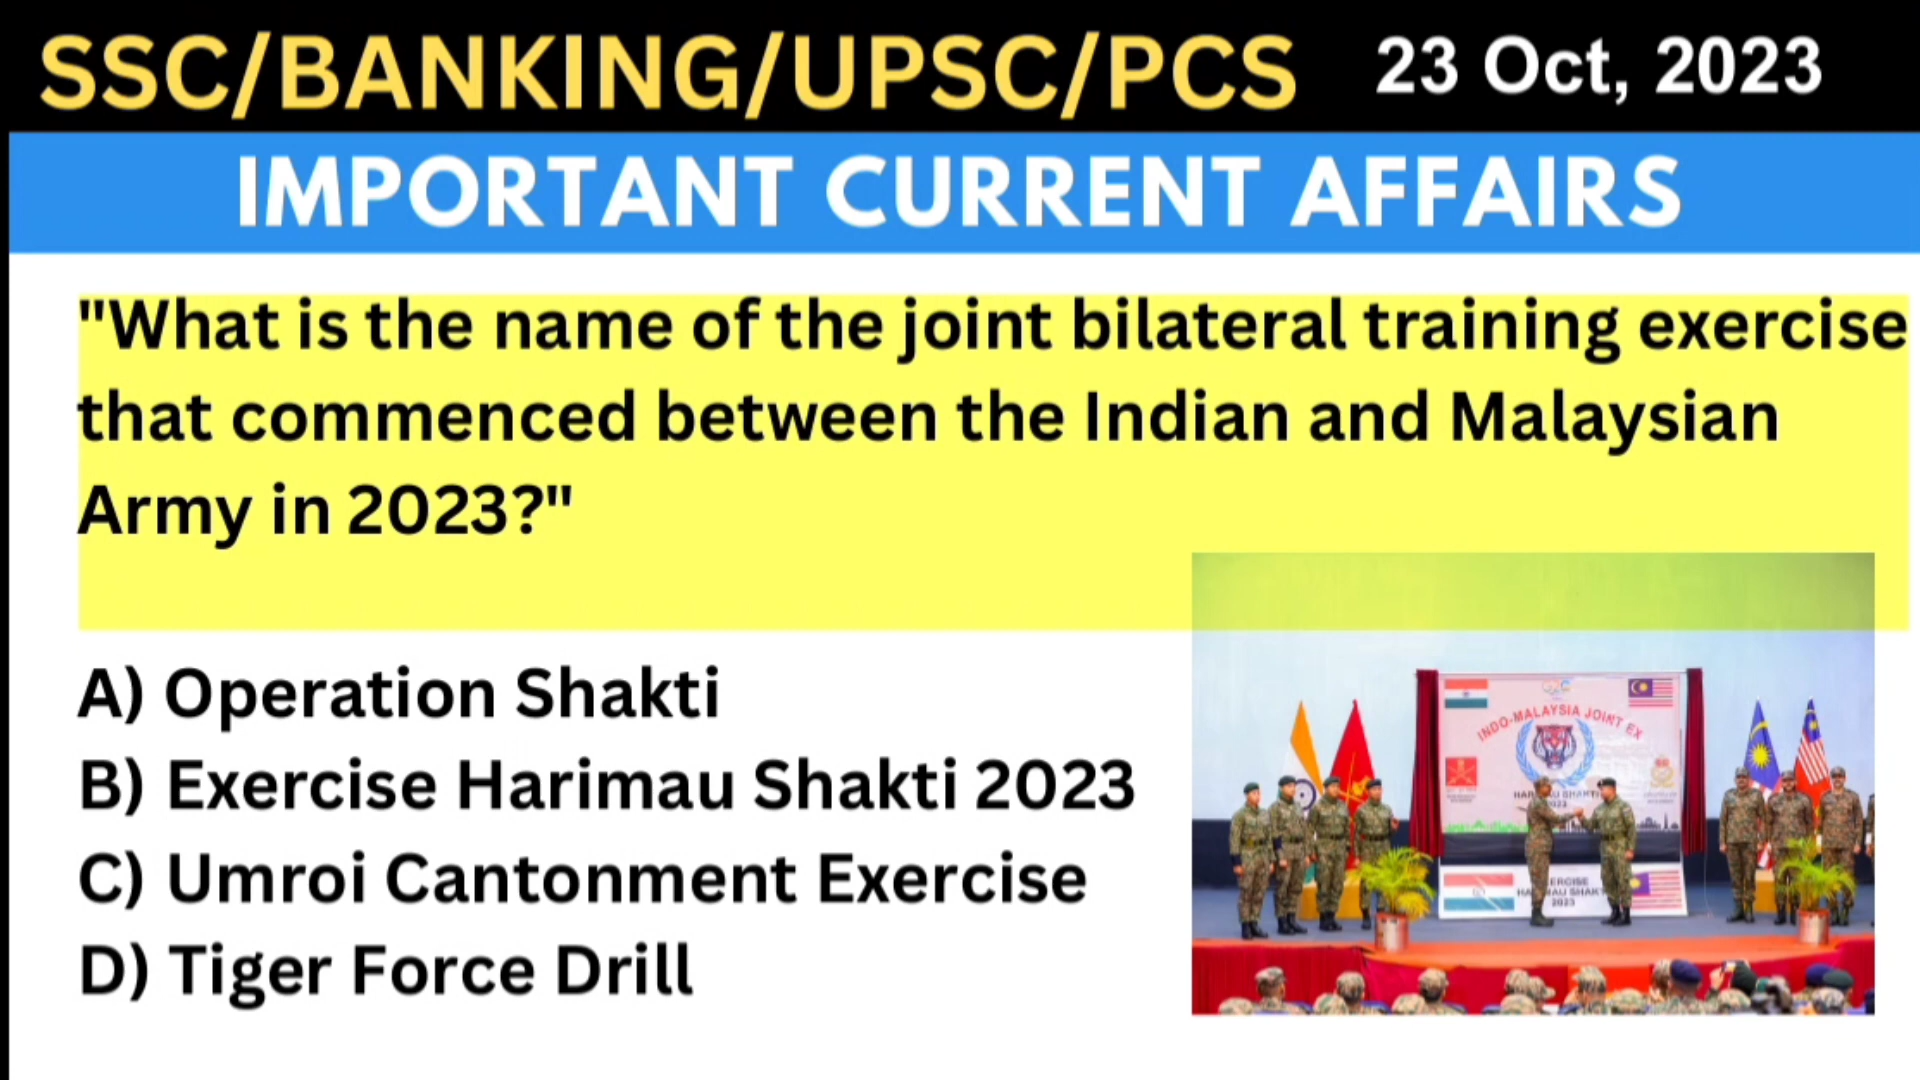 SSC/BANKING/UPSC/PCS 23 Oct, 2023
IMPORTANT CURRENT AFFAIRS
"What is the name of the joint bilateral training exercise
that commenced between the Indian and Malaysian
Army in 2023?"
A) Operation Shakti
B) Exercise Harimau Shakti 2023
C) Umroi Cantonment Exercise
D) Tiger Force Drill
INDO-MALAYSIA JOINT EX
2023
2023